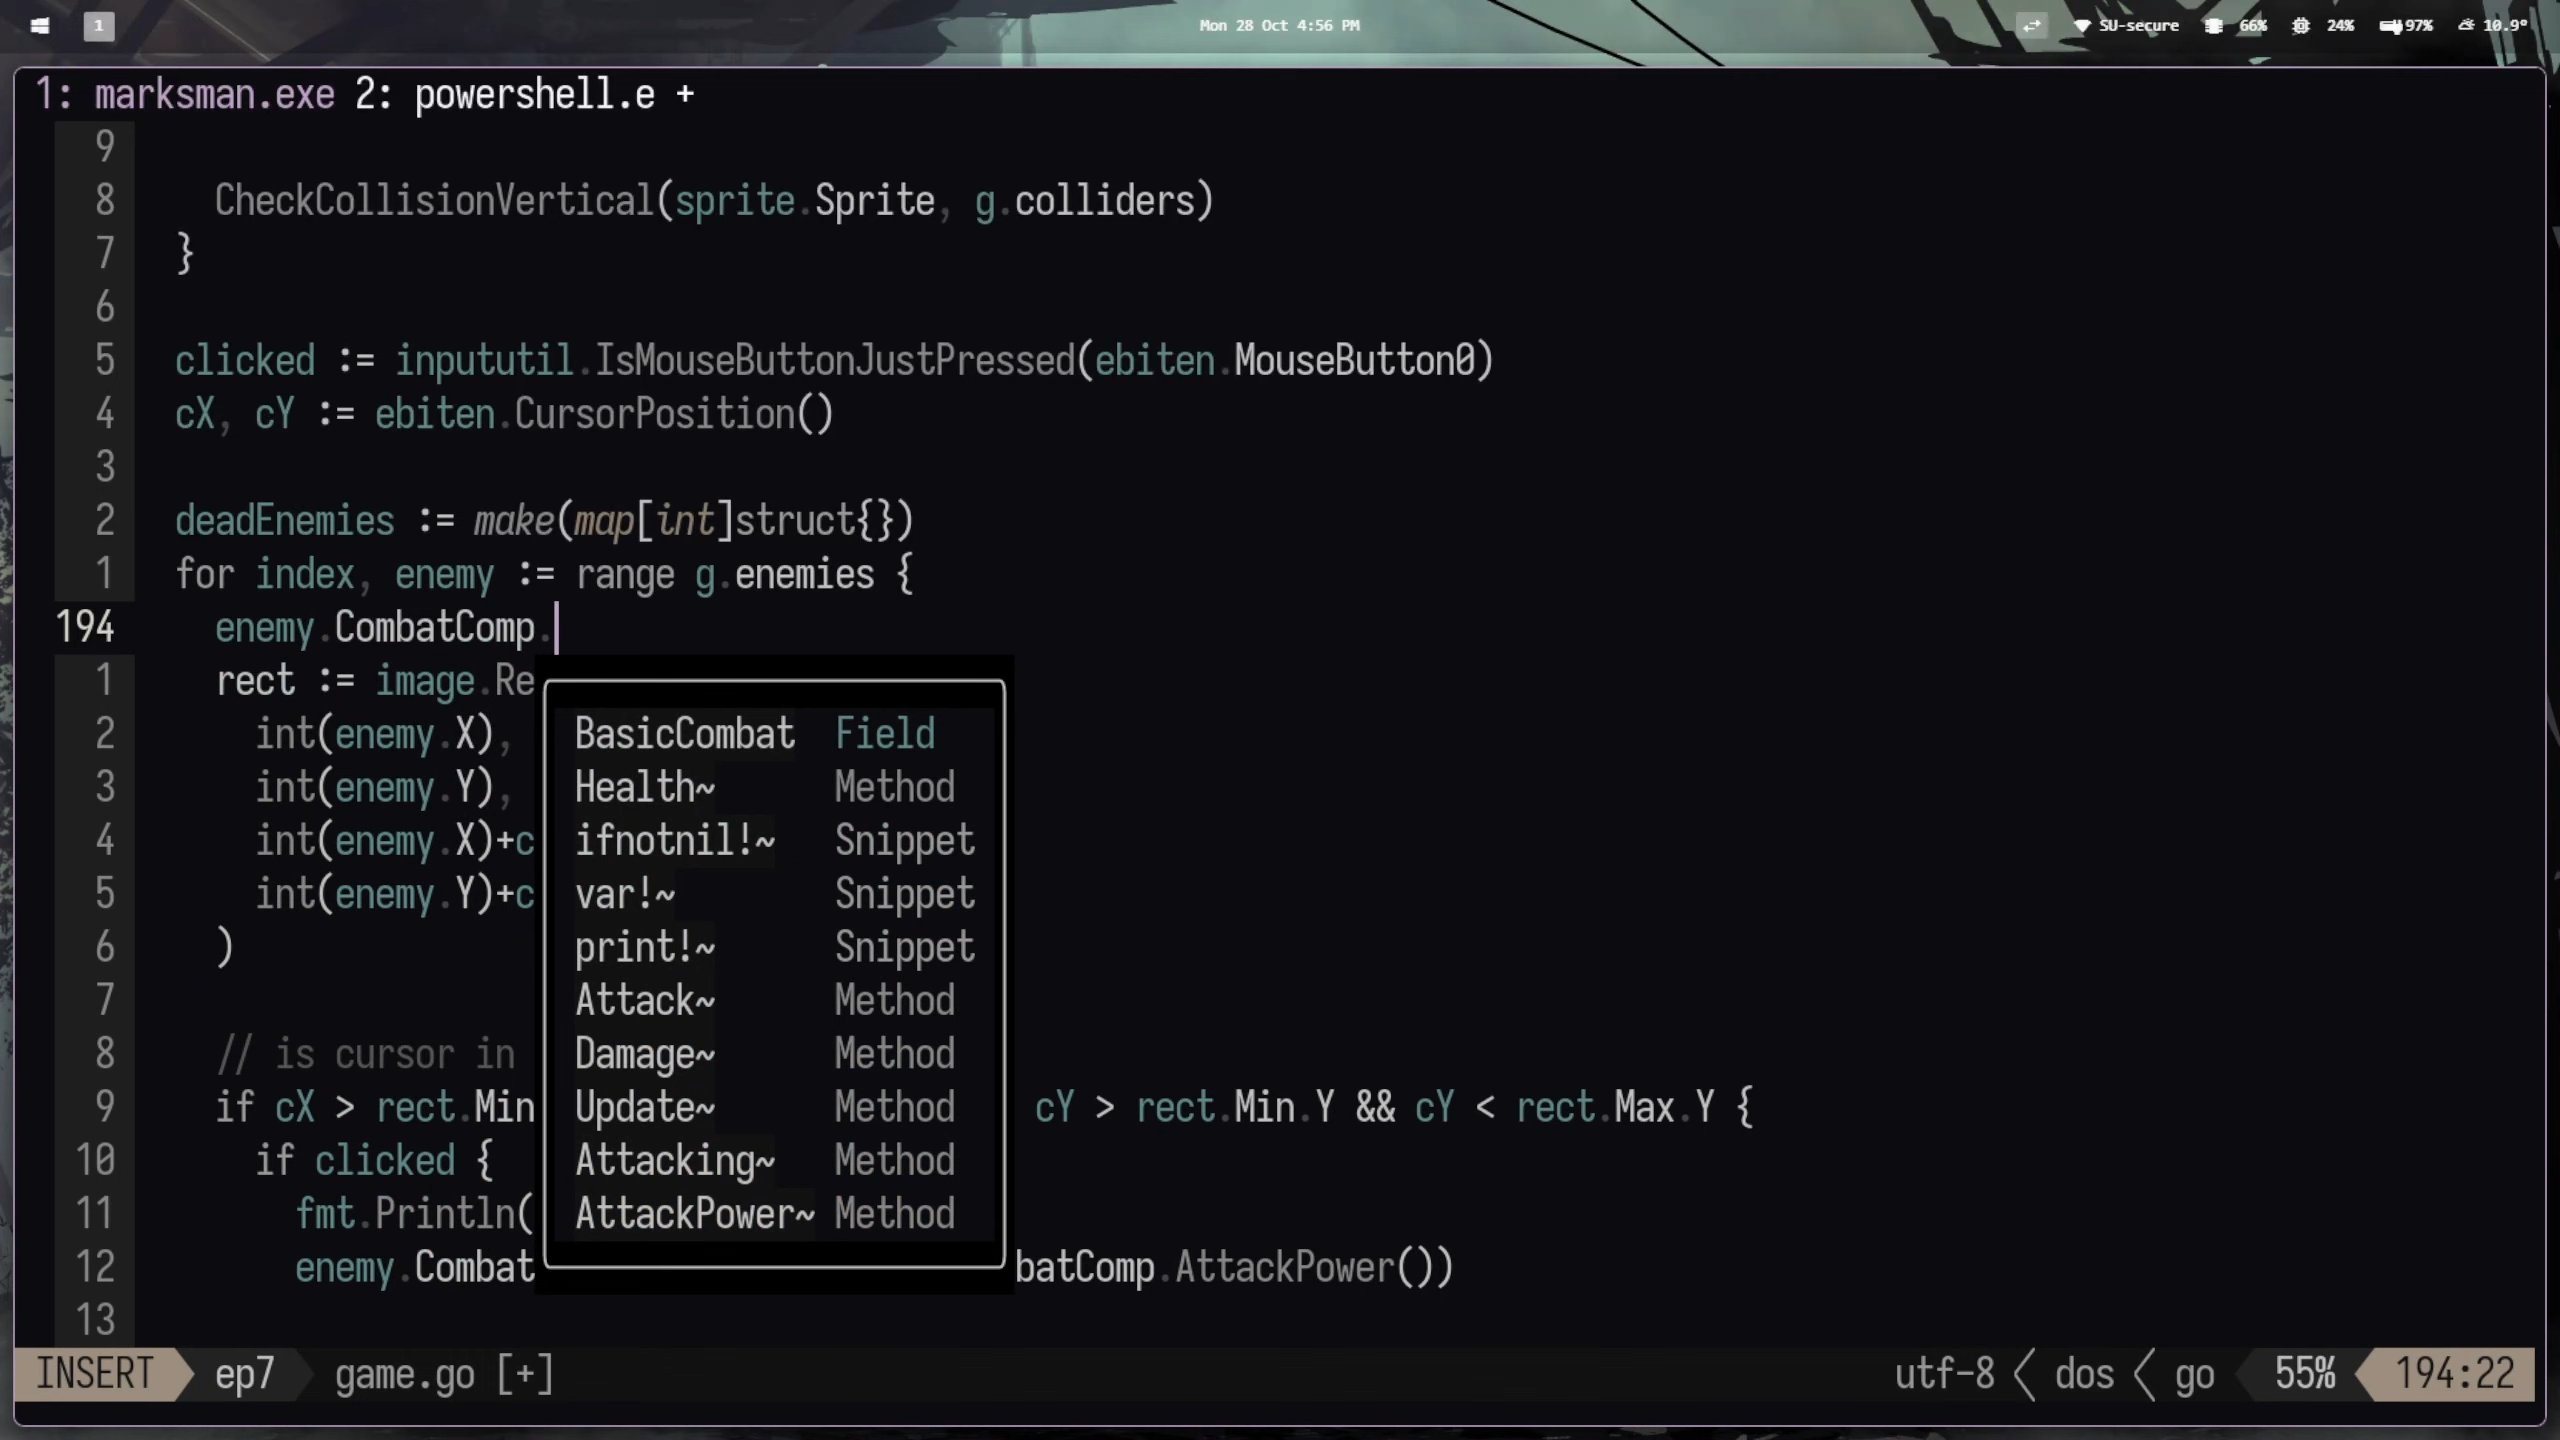 1
Mon 28 Oct 4:56 PM
SU-secure 66% 24% 97% 10.9°
1: marksman.exe 2: powershell.e +
9
8 CheckCollisionVertical(sprite.Sprite, g.colliders)
7 }
6
5 clicked := inpututil.IsMouseButtonJustPressed(ebiten.MouseButton0)
4 cX, cY := ebiten.CursorPosition()
3
2 deadEnemies := make(map[int]struct{})
1 for index, enemy := range g.enemies {
194 enemy.CombatComp.
1 rect := image.Re
2 int(enemy.X), BasicCombat Field
3 int(enemy.Y), Health~ Method
4 int(enemy.X)+c ifnotnil!~ Snippet
5 int(enemy.Y)+c var!~ Snippet
6 ) print!~ Snippet
7 Attack~ Method
8 // is cursor in Damage~ Method
9 if cX > rect.Min Update~ Method cY > rect.Min.Y && cY < rect.Max.Y {
10 if clicked { Attacking~ Method
11 fmt.Println( AttackPower~ Method
12 enemy.Combat batComp.AttackPower())
13
INSERT ep7 game.go [+] utf-8 dos go 55% 194:22